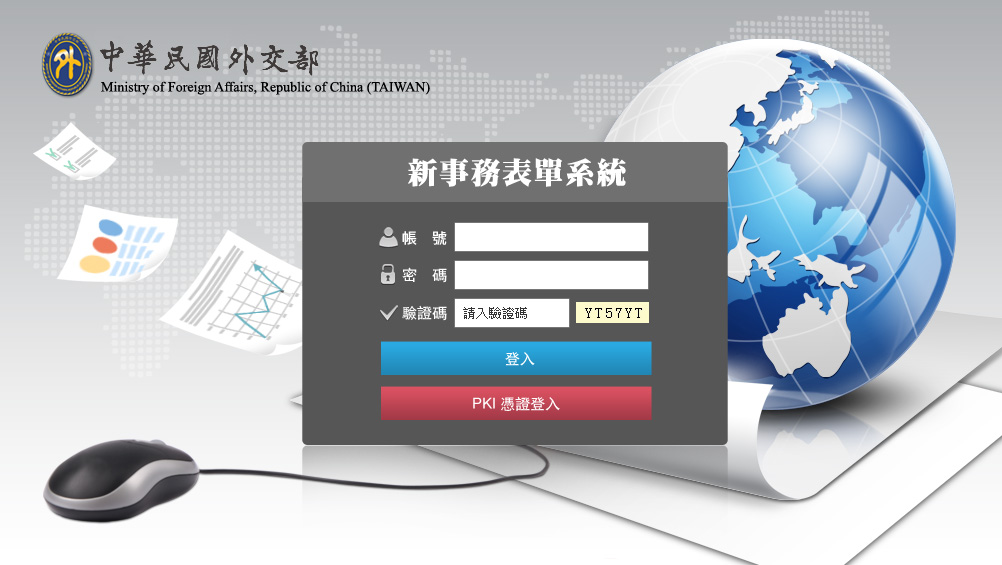 外
中華民國外交部
Ministry of Foreign Affairs, Republic of China (TAIWAN)
新事務表單系統
帳 號
密 碼
驗證碼 請入驗證碼 YT57YT
登入
PKI 憑證登入